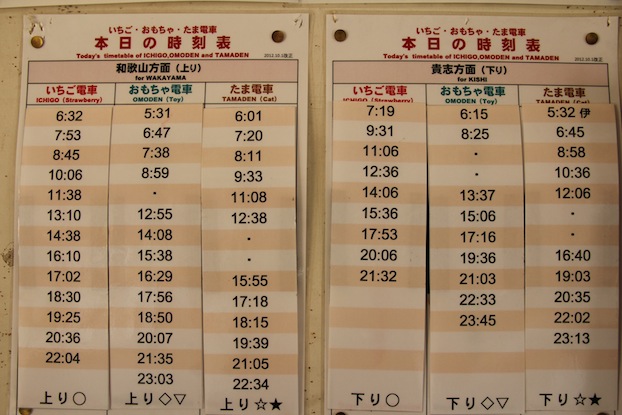 いちご・おもちゃ・たま電車
本日の時刻表
Today's timetable of ICHIGO,OMODEN and TAMADEN
2012.10.1改正
和歌山方面（上り）
for WAKAYAMA
いちご電車 おもちゃ電車 たま電車
ICHIGO (Strawberry) OMODEN (Toy) TAMADEN (Cat)
6:32 5:31 6:01
7:53 6:47 7:20
8:45 7:38 8:11
10:06 8:59 9:33
11:38 ・ 11:08
13:10 12:55 12:38
14:38 14:08 ・
16:10 15:38 ・
17:02 16:29 15:55
18:30 17:56 17:18
19:25 18:50 18:15
20:36 20:07 19:39
22:04 21:35 21:05
23:03 22:34
上り○ 上り◇▽ 上り☆★
いちご・おもちゃ・たま電車
本日の時刻表
Today's timetable of ICHIGO,OMODEN and TAMADEN
2012.10.1改正
貴志方面（下り）
for KISHI
いちご電車 おもちゃ電車 たま電車
ICHIGO (Strawberry) OMODEN (Toy) TAMADEN (Cat)
7:19 6:15 5:32伊
9:31 8:25 6:45
11:06 ・ 8:58
12:36 ・ 10:36
14:06 13:37 12:06
15:36 15:06 ・
17:53 17:16 ・
20:06 19:36 16:40
21:32 21:03 19:03
22:33 20:35
23:45 22:02
23:13
下り○ 下り◇▽ 下り☆★